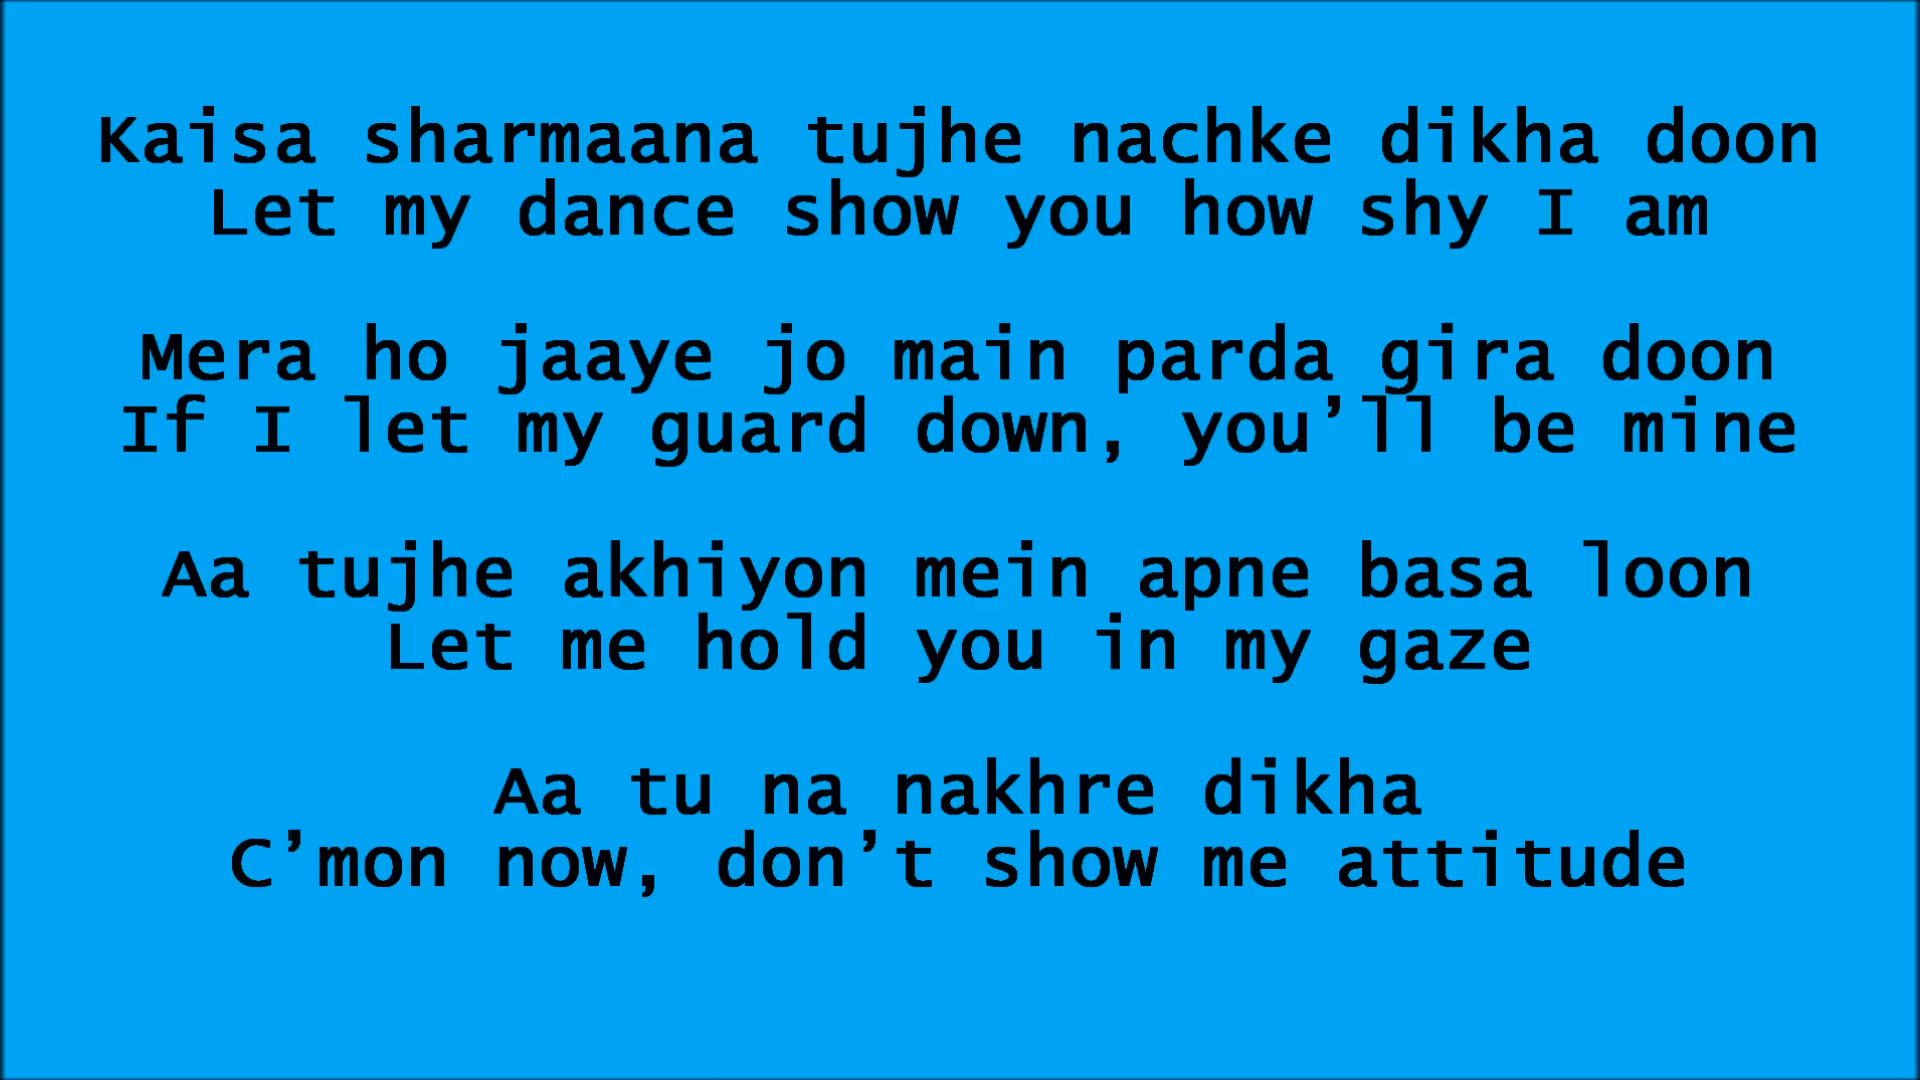 Kaisa sharmaana tujhe nachke dikha doon
Let my dance show you how shy I am
Mera ho jaaye jo main parda gira doon
If I let my guard down, you’ll be mine
Aa tujhe akhiyon mein apne basa loon
Let me hold you in my gaze
Aa tu na nakhre dikha
C’mon now, don’t show me attitude